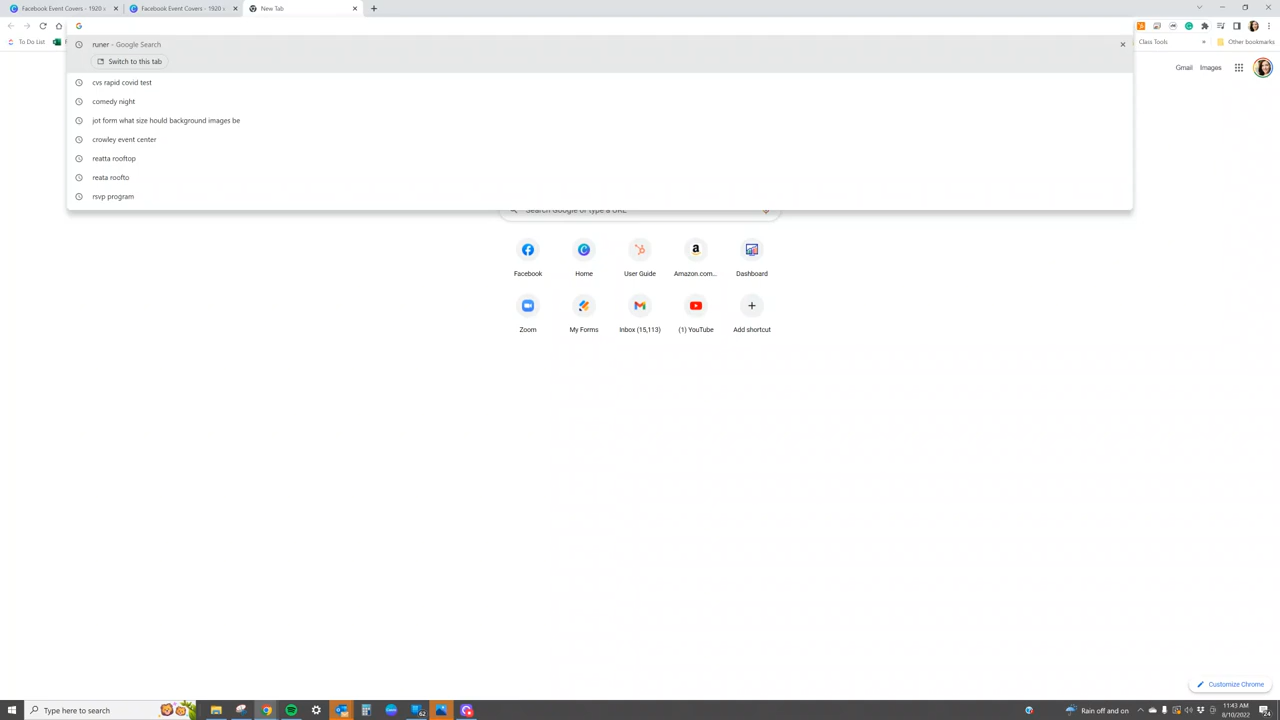 Facebook Event Covers - 1920 x
Facebook Event Covers - 1920 x
New Tab
To Do List
Class Tools
Other bookmarks
runer - Google Search
Switch to this tab
cvs rapid covid test
comedy night
jot form what size hould background images be
crowley event center
reatta rooftop
reata roofto
rsvp program
Gmail
Images
Search Google or type a URL
Facebook
Home
User Guide
Amazon.com...
Dashboard
Zoom
My Forms
Inbox (15,113)
(1) YouTube
Add shortcut
Customize Chrome
Type here to search
62
Rain off and on
11:43 AM
8/10/2022
24